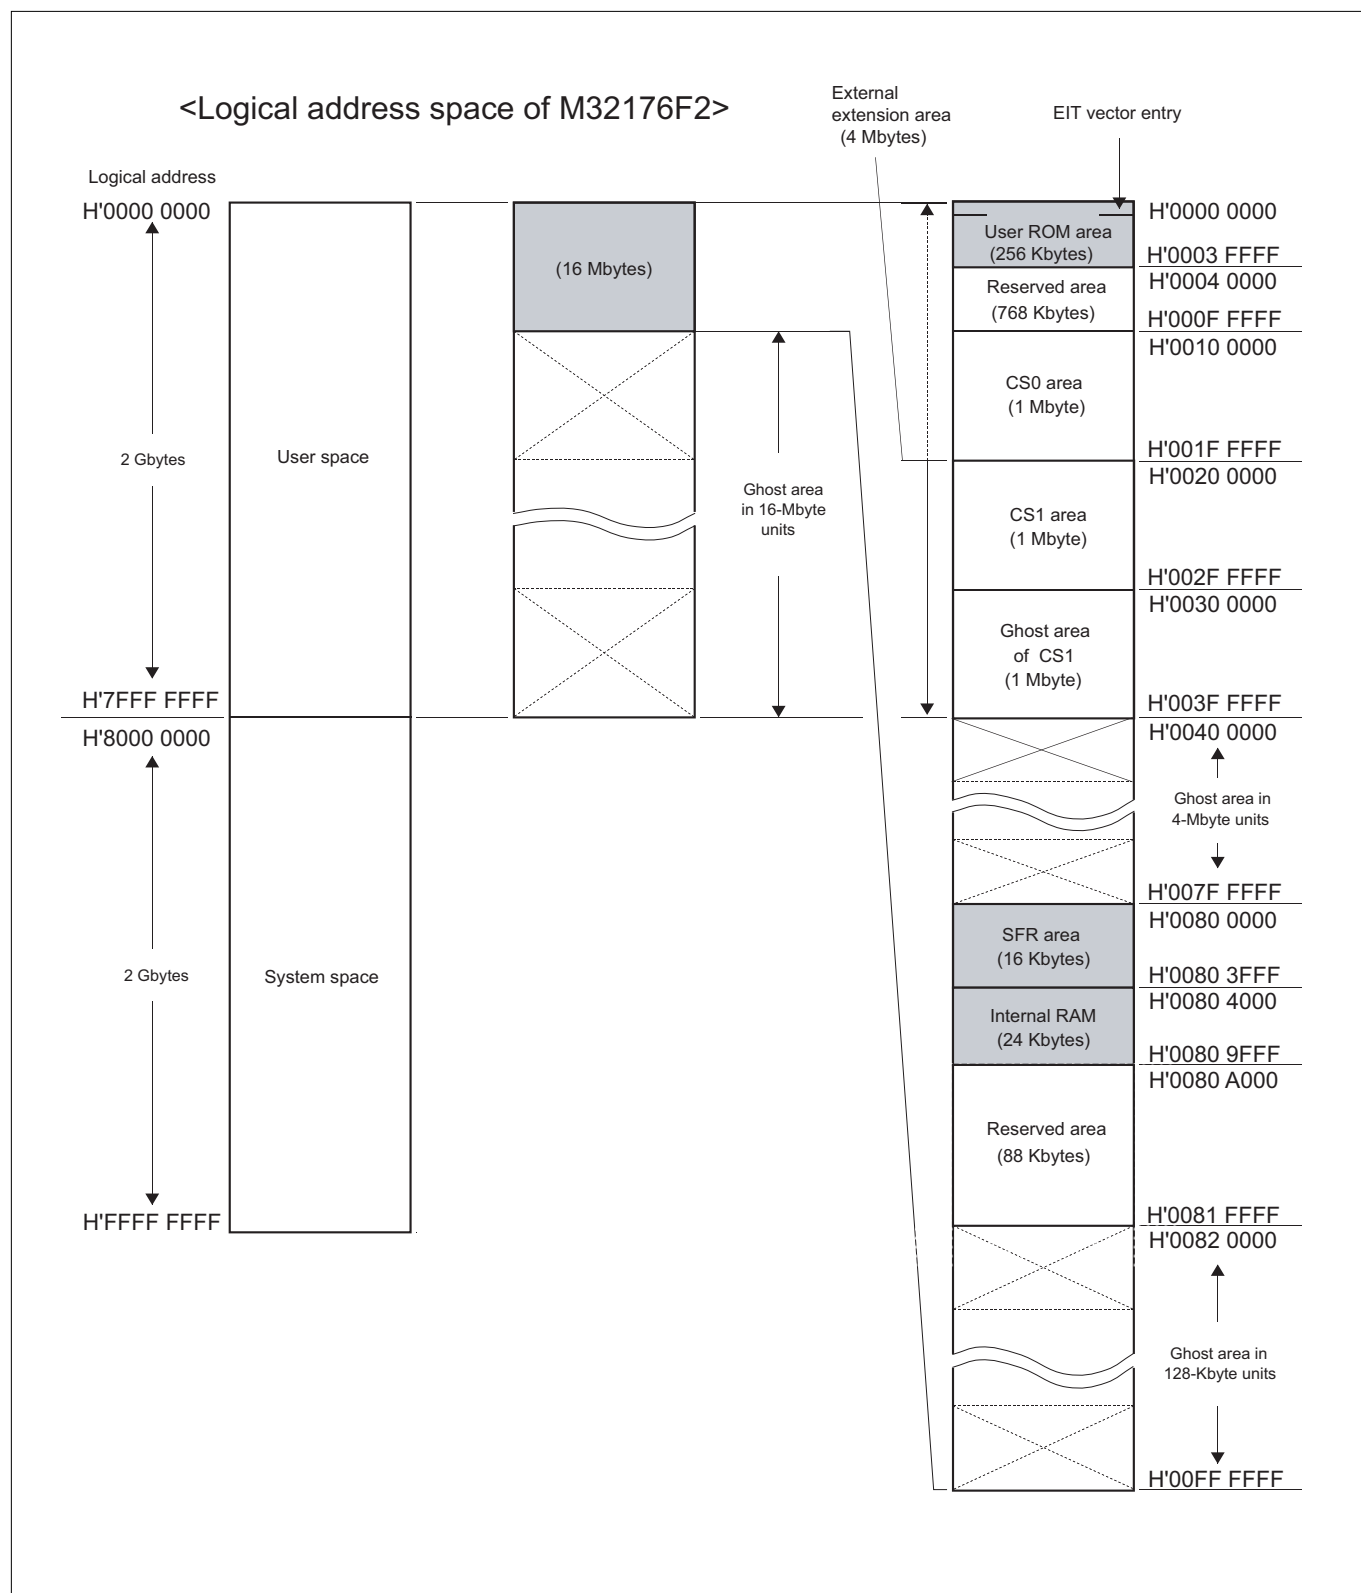 <Logical address space of M32176F2>
External
extension area
(4 Mbytes)
EIT vector entry
Logical address
H'0000 0000
2 Gbytes
H'7FFF FFFF
H'8000 0000
2 Gbytes
H'FFFF FFFF
User space
System space
(16 Mbytes)
Ghost area
in 16-Mbyte
units
User ROM area
(256 Kbytes)
Reserved area
(768 Kbytes)
CS0 area
(1 Mbyte)
CS1 area
(1 Mbyte)
Ghost area
of CS1
(1 Mbyte)
SFR area
(16 Kbytes)
Internal RAM
(24 Kbytes)
Reserved area
(88 Kbytes)
H'0000 0000
H'0003 FFFF
H'0004 0000
H'000F FFFF
H'0010 0000
H'001F FFFF
H'0020 0000
H'002F FFFF
H'0030 0000
H'003F FFFF
H'0040 0000
Ghost area in
4-Mbyte units
H'007F FFFF
H'0080 0000
H'0080 3FFF
H'0080 4000
H'0080 9FFF
H'0080 A000
H'0081 FFFF
H'0082 0000
Ghost area in
128-Kbyte units
H'00FF FFFF